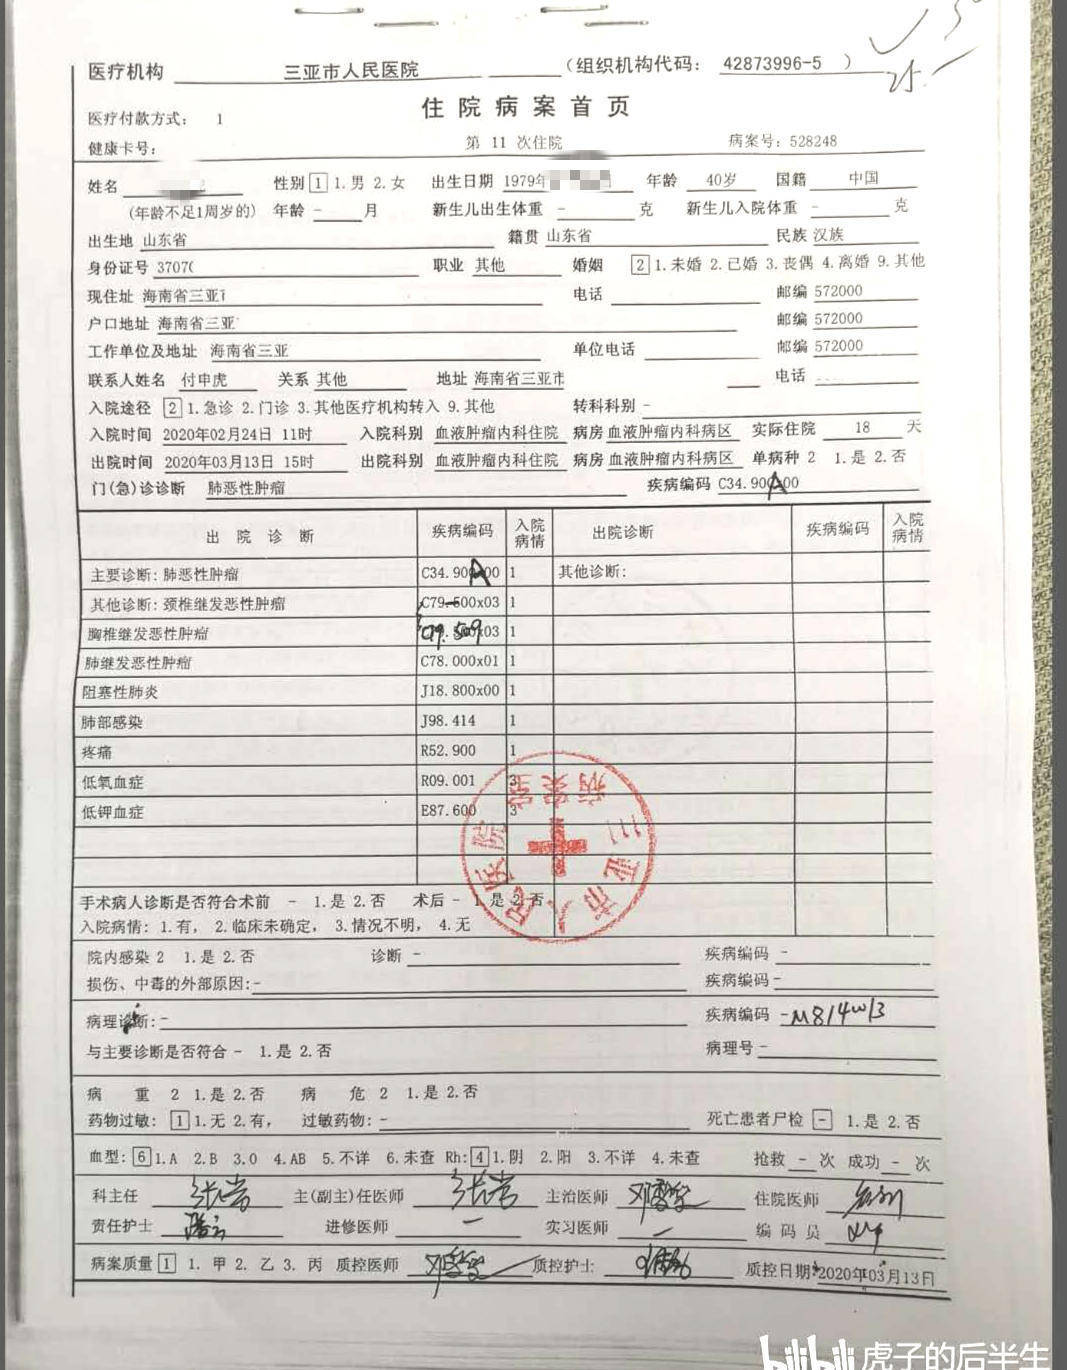 医疗机构 三亚市人民医院 (组织机构代码： 42873996-5 )
住院病案首页
医疗付款方式： 1
健康卡号： 第 11 次住院 病案号：528248
姓名 性别 1 1.男 2.女 出生日期 1979年 年龄 40岁 国籍 中国
(年龄不足1周岁的) 年龄 - 月 新生儿出生体重 - 克 新生儿入院体重 - 克
出生地 山东省 籍贯 山东省 民族 汉族
身份证号 3707 职业 其他 婚姻 2 1.未婚 2.已婚 3.丧偶 4.离婚 9.其他
现住址 海南省三亚 电话 邮编 572000
户口地址 海南省三亚 邮编 572000
工作单位及地址 海南省三亚 单位电话 邮编 572000
联系人姓名 付申虎 关系 其他 地址 海南省三亚市 电话
入院途径 2 1.急诊 2.门诊 3.其他医疗机构转入 9.其他 转科科别 -
入院时间 2020年02月24日 11时 入院科别 血液肿瘤内科住院 病房 血液肿瘤内科病区 实际住院 18 天
出院时间 2020年03月13日 15时 出院科别 血液肿瘤内科住院 病房 血液肿瘤内科病区 单病种 2 1.是 2.否
门(急)诊诊断 肺恶性肿瘤 疾病编码 C34.900 A 00
出院诊断 疾病编码 入院病情 出院诊断 疾病编码 入院病情
主要诊断：肺恶性肿瘤 C34.900 A 00 1 其他诊断：
其他诊断：颈椎继发恶性肿瘤 C79.500x03 1
胸椎继发恶性肿瘤 C79.509 x03 1
肺继发恶性肿瘤 C78.000x01 1
阻塞性肺炎 J18.800x00 1
肺部感染 J98.414 1
疼痛 R52.900 1
低氧血症 R09.001 3
低钾血症 E87.600 3
三亚市人民医院
病案室
手术病人诊断是否符合术前 - 1.是 2.否 术后 - 1.是 2.否
入院病情：1.有， 2.临床未确定， 3.情况不明， 4.无
院内感染 2 1.是 2.否 诊断 - 疾病编码 -
损伤、中毒的外部原因：- 疾病编码 -
病理诊断：- 疾病编码 -M814w/3
与主要诊断是否符合 - 1.是 2.否 病理号 -
病重 2 1.是 2.否 病危 2 1.是 2.否
药物过敏： 1 1.无 2.有， 过敏药物：- 死亡患者尸检 - 1.是 2.否
血型： 6 1.A 2.B 3.O 4.AB 5.不详 6.未查 Rh: 4 1.阴 2.阳 3.不详 4.未查 抢救 - 次 成功 - 次
科主任 主(副主)任医师 主治医师 住院医师
责任护士 进修医师 - 实习医师 - 编码员
病案质量 1 1.甲 2.乙 3.丙 质控医师 质控护士 质控日期 2020年03月13日
bilibili 虎子的后半生